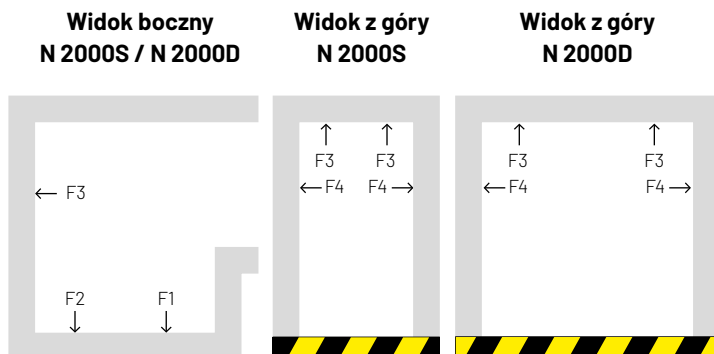 Widok boczny
N 2000S / N 2000D
Widok z góry
N 2000S
Widok z góry
N 2000D
F3
F2
F1
F3
F3
F4
F4
F3
F3
F4
F4